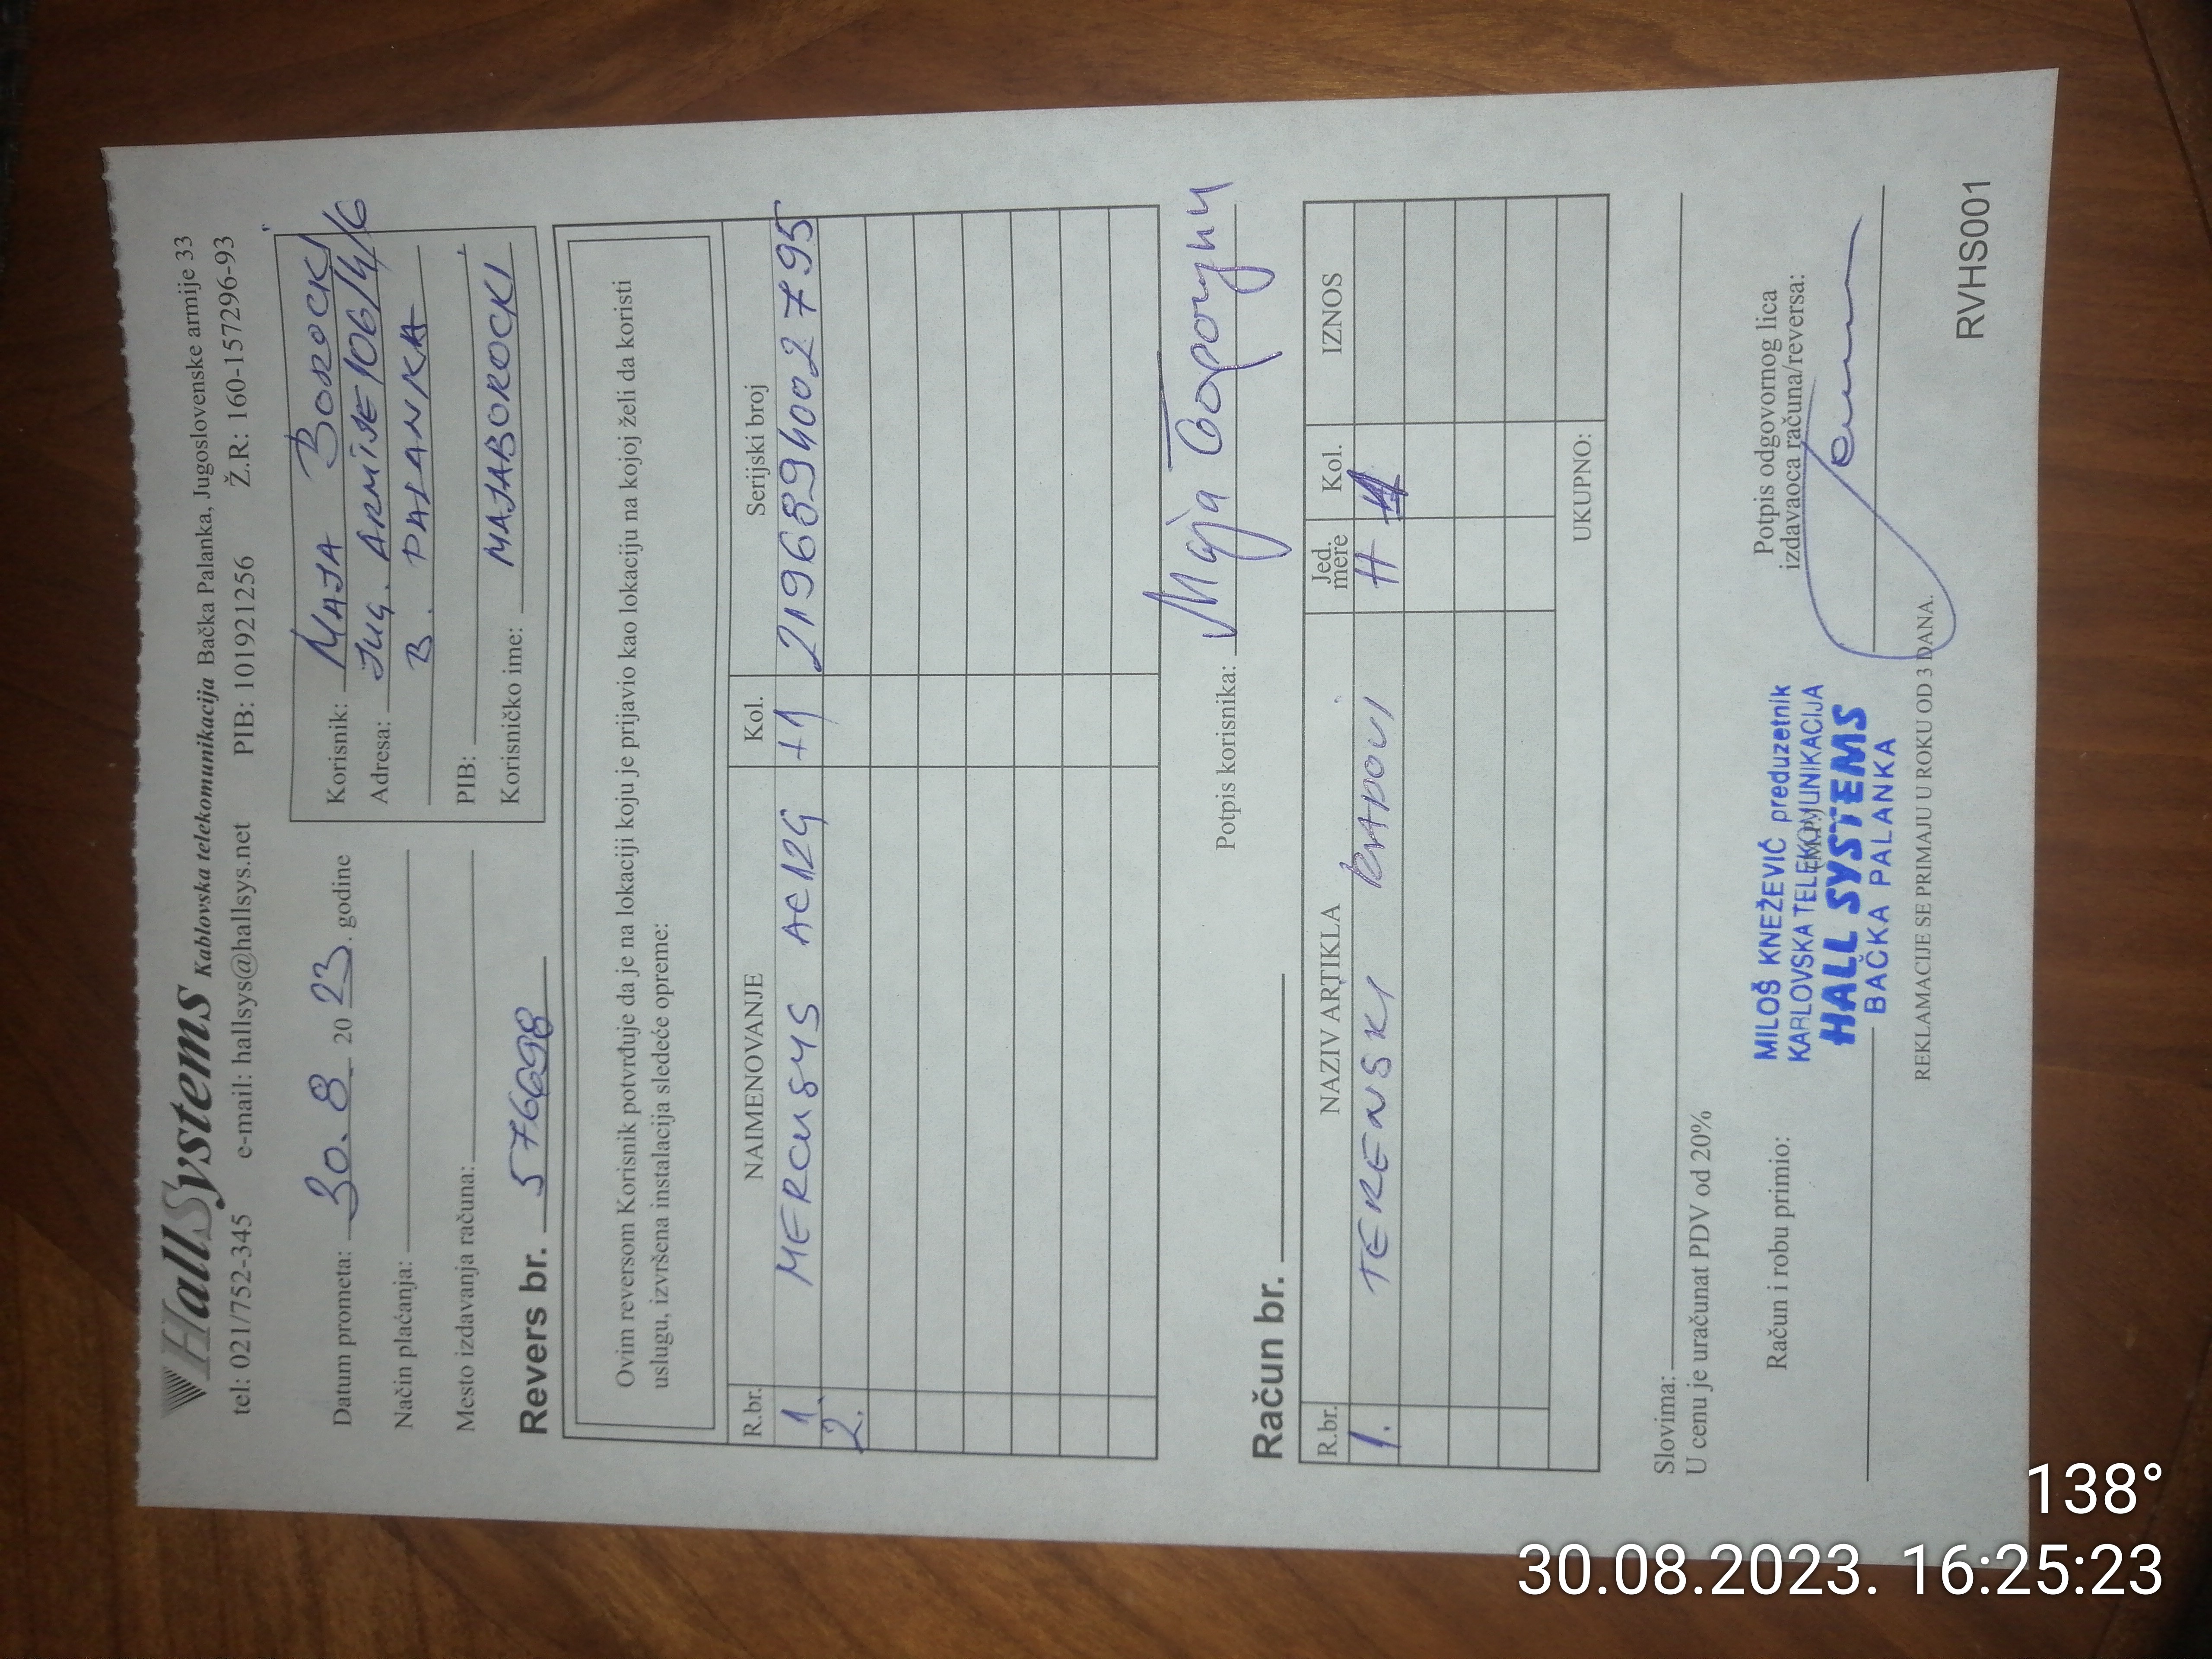 HallSystems Kablovska telekomunikacija Bačka Palanka, Jugoslovenske armije 33
tel: 021/752-345 e-mail: hallsys@hallsys.net PIB: 101921256 Ž.R: 160-157296-93
Datum prometa: 30. 8 2023. godine
Način plaćanja:
Mesto izdavanja računa:
Revers br. 576698
Korisnik: MAJA BOROCKI
Adresa: JUG. ARMIJE 106/4/6
B. PALANKA
PIB:
Korisničko ime: MAJABOROCKI
Ovim reversom Korisnik potvrđuje da je na lokaciji koju je prijavio kao lokaciju na kojoj želi da koristi
uslugu, izvršena instalacija sledeće opreme:
R.br. NAIMENOVANJE Kol. Serijski broj
1 MERCUSYS AC12G +1 2196894002795
2.
Potpis korisnika: Маја Бороцки
Račun br.
R.br. NAZIV ARTIKLA Jed. mere Kol. IZNOS
1. TERENSKI RADOVI H
UKUPNO:
Slovima:
U cenu je uračunat PDV od 20%
Račun i robu primio:
(M.P.)
MILOŠ KNEŽEVIĆ preduzetnik
KARLOVSKA TELEKOMUNIKACIJA
HALL SYSTEMS
BAČKA PALANKA
Potpis odgovornog lica
izdavaoca računa/reversa:
REKLAMACIJE SE PRIMAJU U ROKU OD 3 DANA.
RVHS001
138°
30.08.2023. 16:25:23